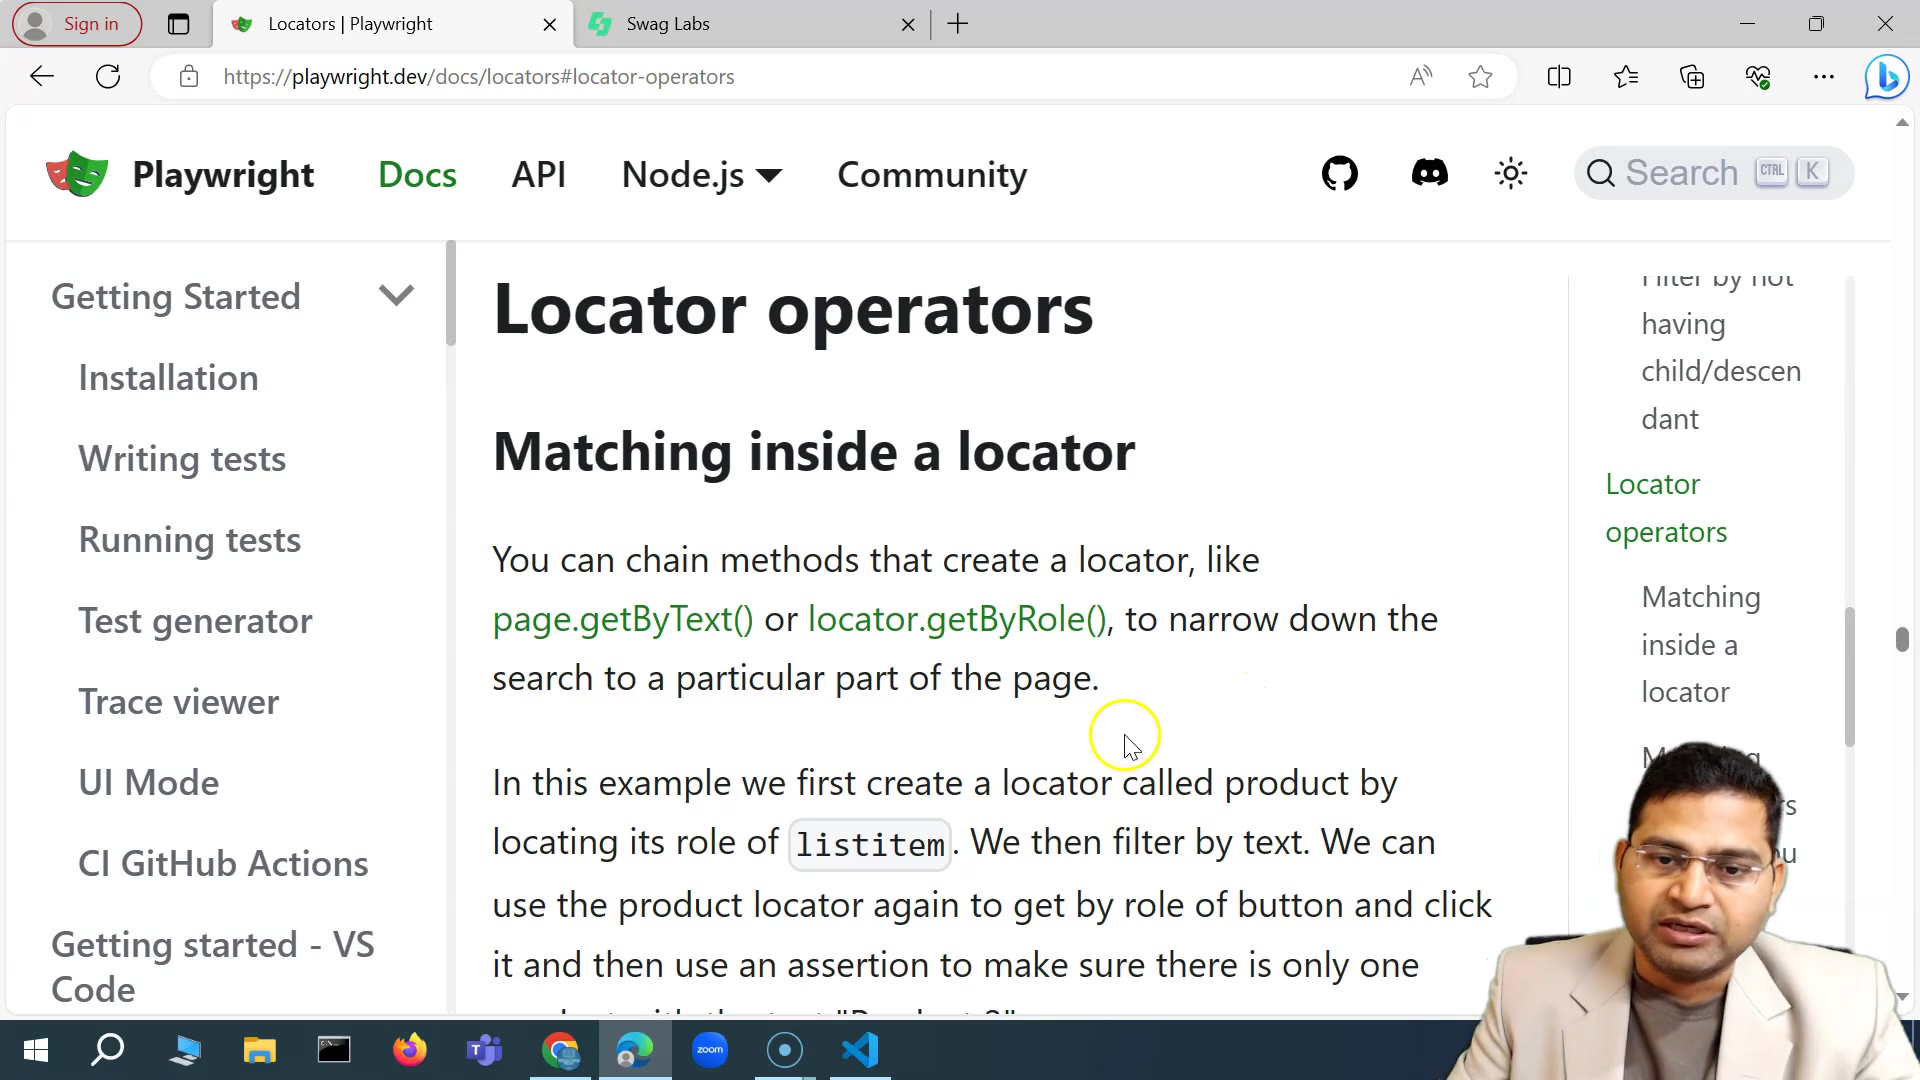 Sign in
Locators | Playwright
Swag Labs
https://playwright.dev/docs/locators#locator-operators
Playwright
Docs
API
Node.js
Community
Search
CTRL
K
Getting Started
Installation
Writing tests
Running tests
Test generator
Trace viewer
UI Mode
CI GitHub Actions
Getting started - VS
Code
Locator operators
Matching inside a locator
You can chain methods that create a locator, like
page.getByText() or locator.getByRole(), to narrow down the
search to a particular part of the page.
In this example we first create a locator called product by
locating its role of listitem. We then filter by text. We can
use the product locator again to get by role of button and click
it and then use an assertion to make sure there is only one
Filter by not
having
child/descen
dant
Locator
operators
Matching
inside a
locator
zoom